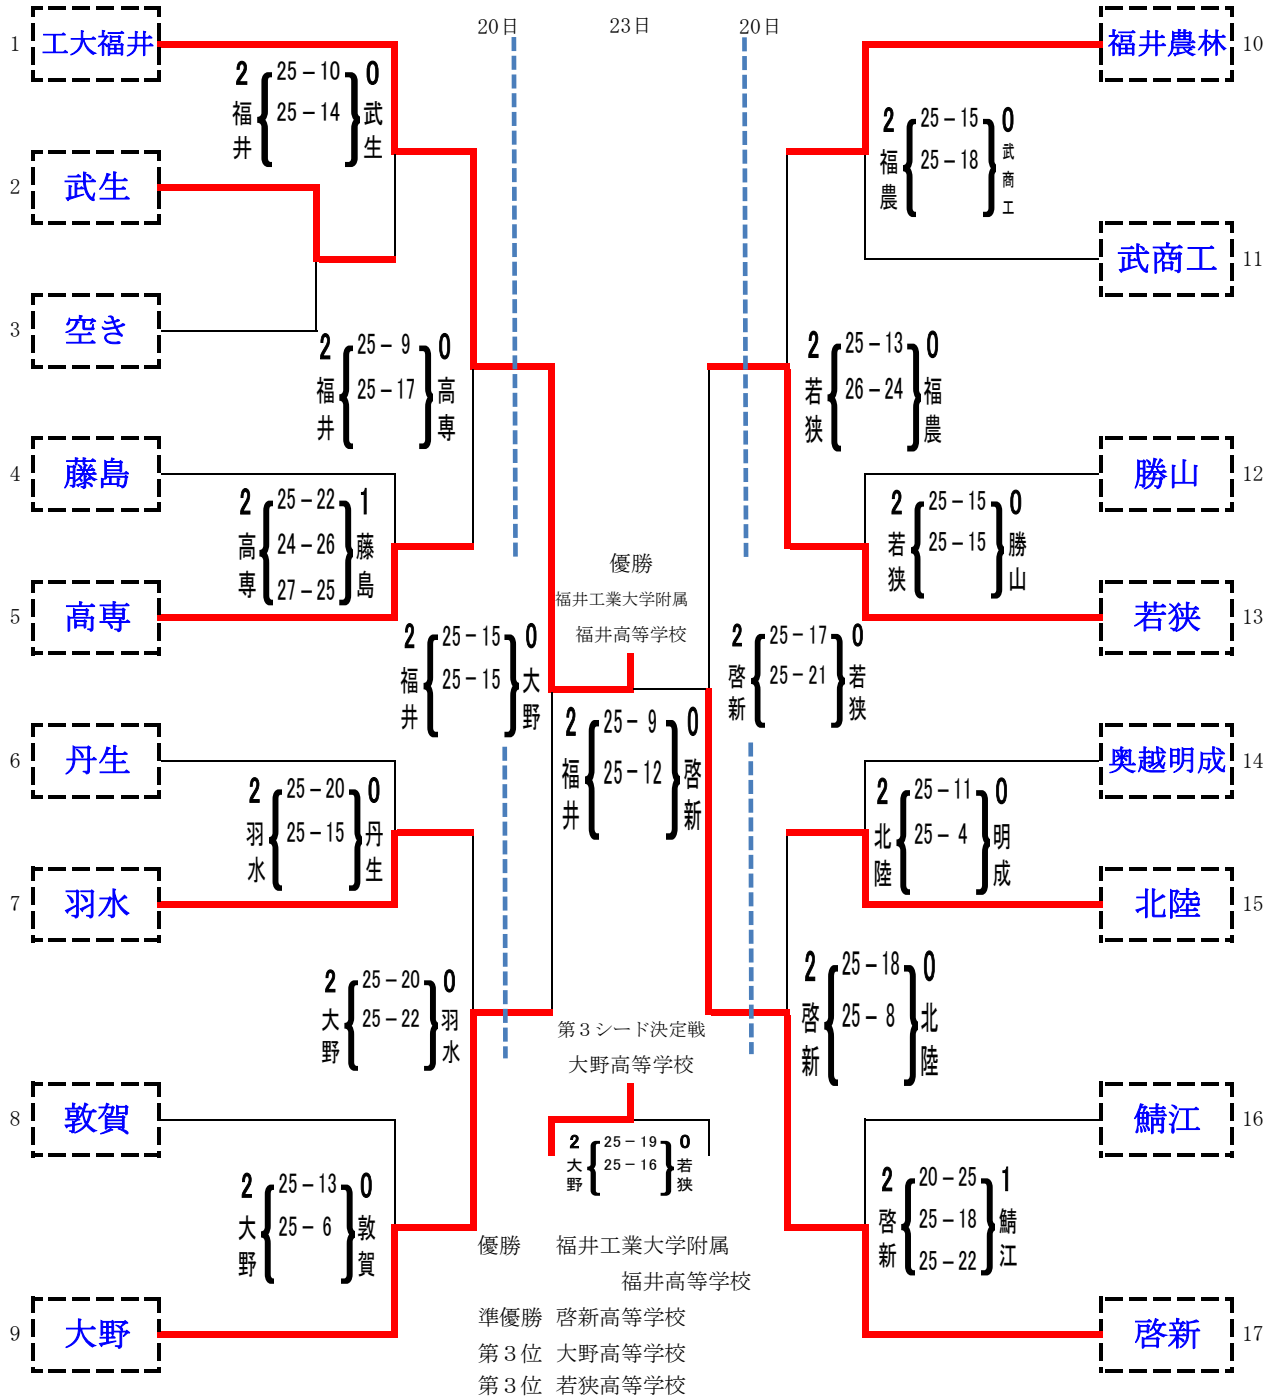 20日
23日
20日
1 工大福井
2 武生
3 空き
4 藤島
5 高専
6 丹生
7 羽水
8 敦賀
9 大野
福井農林 10
武商工 11
勝山 12
若狭 13
奥越明成 14
北陸 15
鯖江 16
啓新 17
2 福井 { 25－10 } 0 武生
25－14
2 福井 { 25－ 9 } 0 高専
25－17
2 高専 { 25－22 } 1 藤島
24－26
27－25
2 福井 { 25－15 } 0 大野
25－15
2 羽水 { 25－20 } 0 丹生
25－15
2 大野 { 25－20 } 0 羽水
25－22
2 大野 { 25－13 } 0 敦賀
25－ 6
2 福農 { 25－15 } 0 武商工
25－18
2 若狭 { 25－13 } 0 福農
26－24
2 若狭 { 25－15 } 0 勝山
25－15
2 啓新 { 25－17 } 0 若狭
25－21
2 北陸 { 25－11 } 0 明成
25－ 4
2 啓新 { 25－18 } 0 北陸
25－ 8
2 啓新 { 20－25 } 1 鯖江
25－18
25－22
優勝
福井工業大学附属
福井高等学校
2 福井 { 25－ 9 } 0 啓新
25－12
第３シード決定戦
大野高等学校
2 大野 { 25－19 } 0 若狭
25－16
優勝 福井工業大学附属
福井高等学校
準優勝 啓新高等学校
第３位 大野高等学校
第３位 若狭高等学校